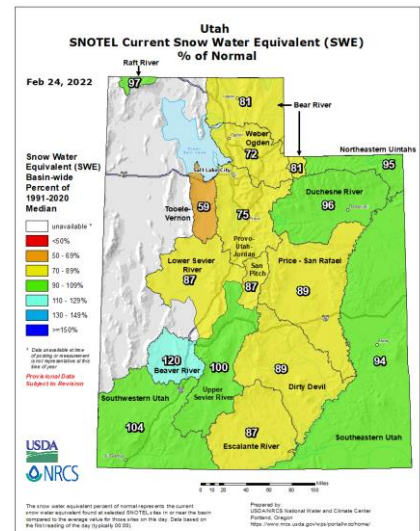 Utah
SNOTEL Current Snow Water Equivalent (SWE)
% of Normal
Feb 24, 2022
Raft River
97
81
Bear River
Weber
Ogden
72
81
Northeastern Uintahs
95
Salt Lake City
Duchesne River
96
Tooele-
Vernon
59
75
Provo-
Utah-
Jordan
Lower Sevier
River
87
San
Pitch
87
Price - San Rafael
89
120
Beaver River
100
Upper
Sevier River
89
Dirty Devil
94
Southwestern Utah
104
87
Escalante River
Southeastern Utah
Snow Water
Equivalent (SWE)
Basin-wide
Percent of
1991-2020
Median
unavailable *
<50%
50 - 69%
70 - 89%
90 - 109%
110 - 129%
130 - 149%
>=150%
* Data unavailable at time
of posting or measurement
is not representative at this
time of year
Provisional Data
Subject to Revision
USDA
NRCS
Miles
The snow water equivalent percent of normal represents the current
snow water equivalent found at selected SNOTEL sites in or near the basin
compared to the average value for those sites on this day. Data based on
the first reading of the day (typically 00:00).
Prepared by:
USDA/NRCS National Water and Climate Center
Portland, Oregon